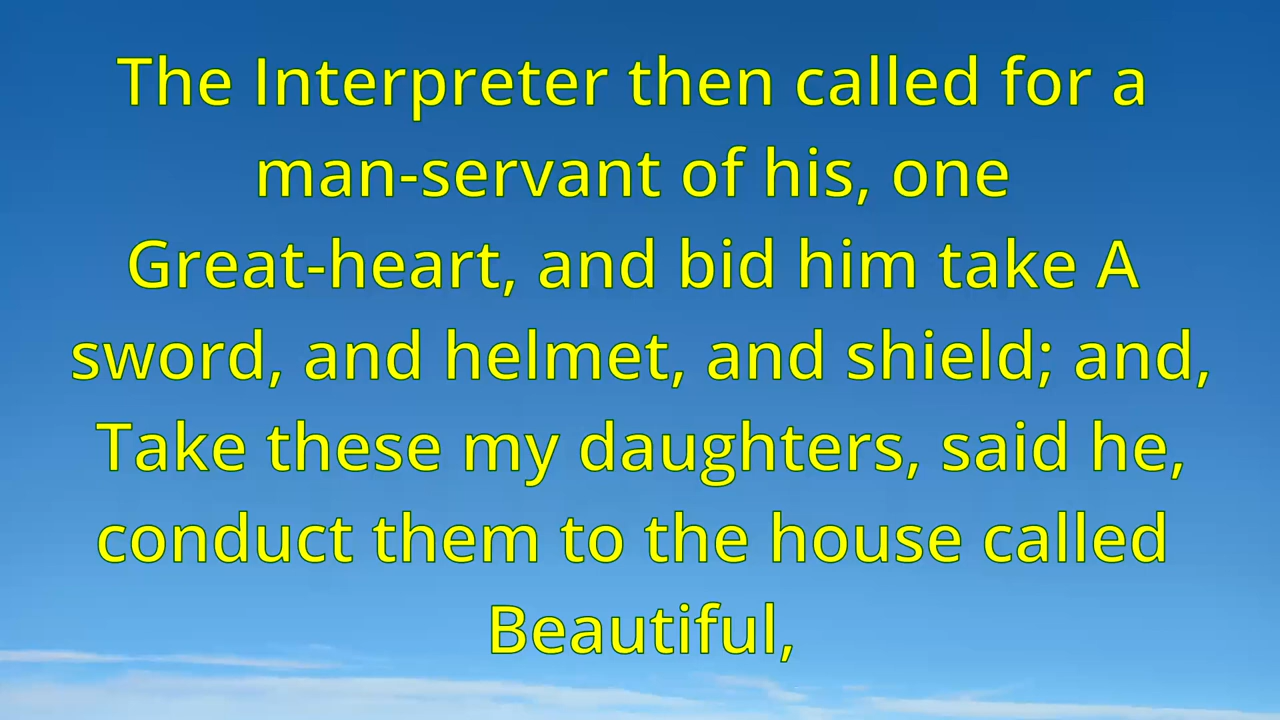 The Interpreter then called for a
man-servant of his, one
Great-heart, and bid him take A
sword, and helmet, and shield; and,
Take these my daughters, said he,
conduct them to the house called
Beautiful,